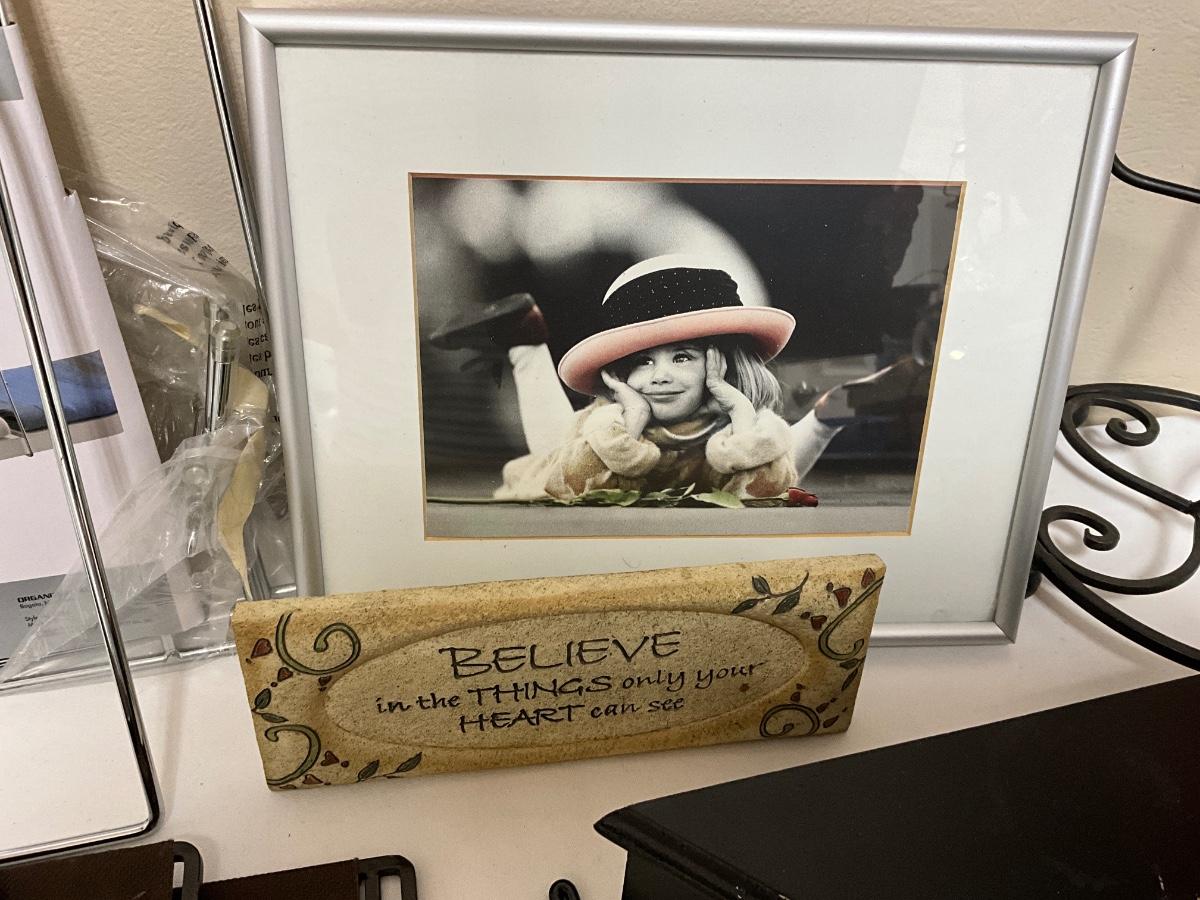 BELIEVE
in the THINGS only your
HEART can see